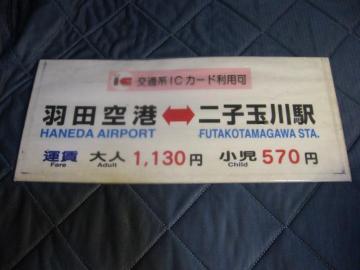 IC 交通系ICカード利用可
羽田空港 ⇔ 二子玉川駅
HANEDA AIRPORT FUTAKOTAMAGAWA STA.
運賃 大人 1,130円 小児 570円
Fare Adult Child